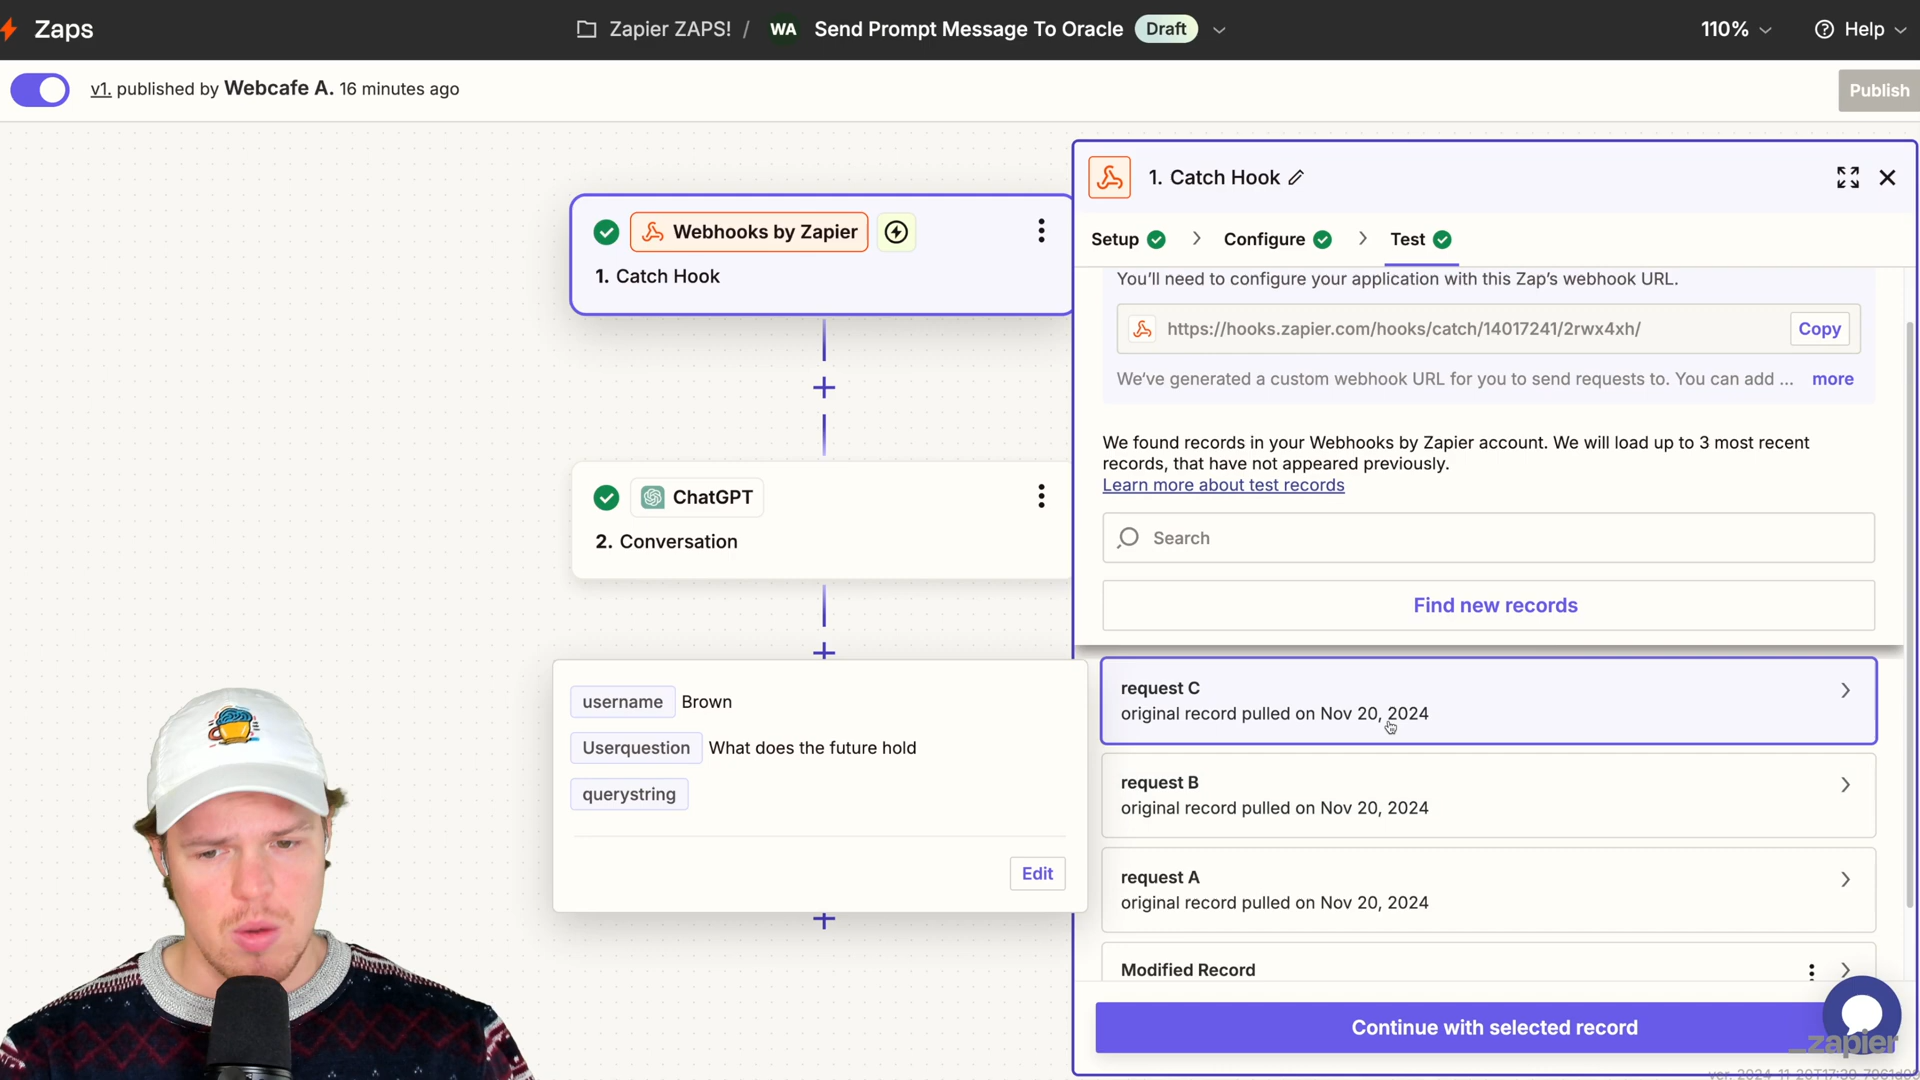 Zaps
Zapier ZAPS! / WA Send Prompt Message To Oracle Draft
110%
Help
v1. published by Webcafe A. 16 minutes ago
Publish
Webhooks by Zapier
1. Catch Hook
ChatGPT
2. Conversation
username Brown
Userquestion What does the future hold
querystring
Edit
1. Catch Hook
Setup
Configure
Test
You'll need to configure your application with this Zap's webhook URL.
https://hooks.zapier.com/hooks/catch/14017241/2rwx4xh/
Copy
We've generated a custom webhook URL for you to send requests to. You can add ... more
We found records in your Webhooks by Zapier account. We will load up to 3 most recent
records, that have not appeared previously.
Learn more about test records
Search
Find new records
request C
original record pulled on Nov 20, 2024
request B
original record pulled on Nov 20, 2024
request A
original record pulled on Nov 20, 2024
Modified Record
Continue with selected record
_zapier